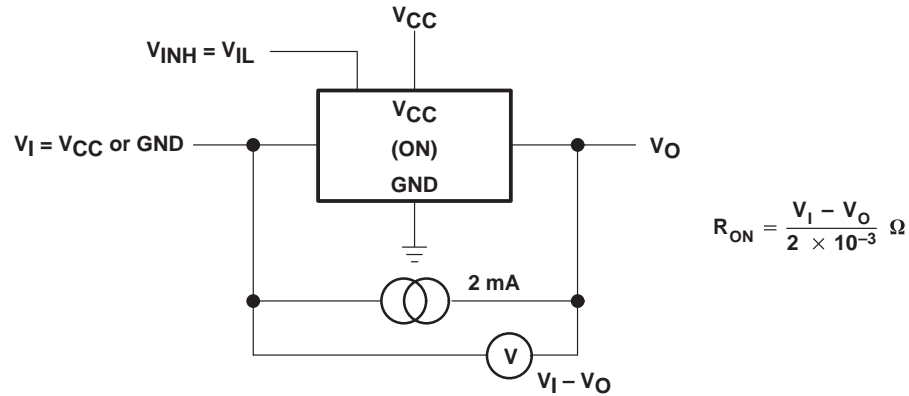 VCC
VINH = VIL
VCC
VI = VCC or GND
(ON)
VO
GND
RON = VI – VO / 2 × 10–3 Ω
2 mA
V
VI – VO